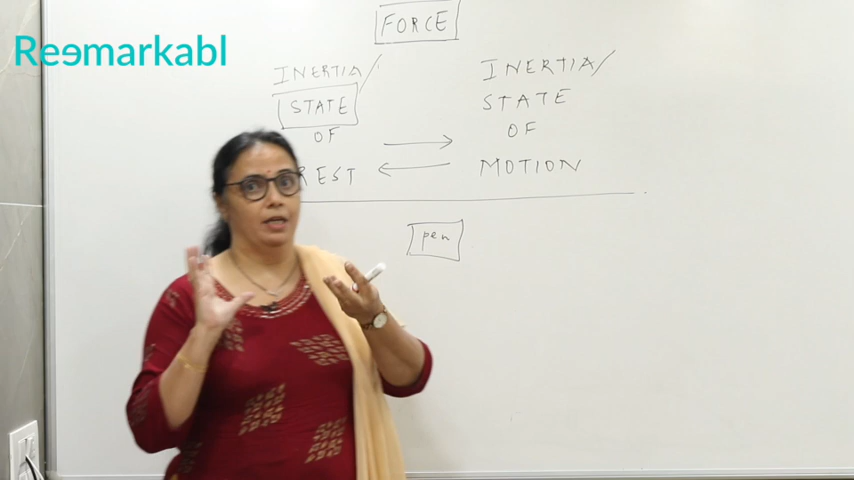 Reemarkabl
FORCE
INERTIA/
STATE
OF
REST
INERTIA/
STATE
OF
MOTION
pen